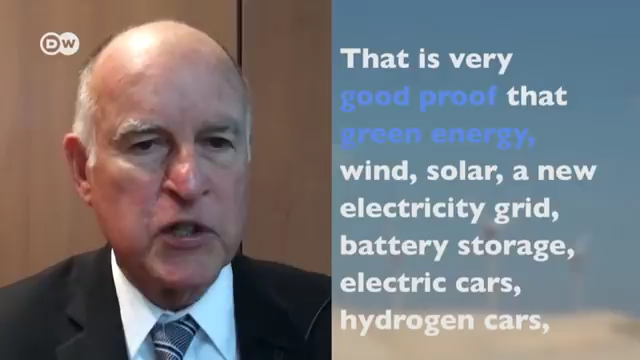 DW
That is very
good proof that
green energy,
wind, solar, a new
electricity grid,
battery storage,
electric cars,
hydrogen cars,